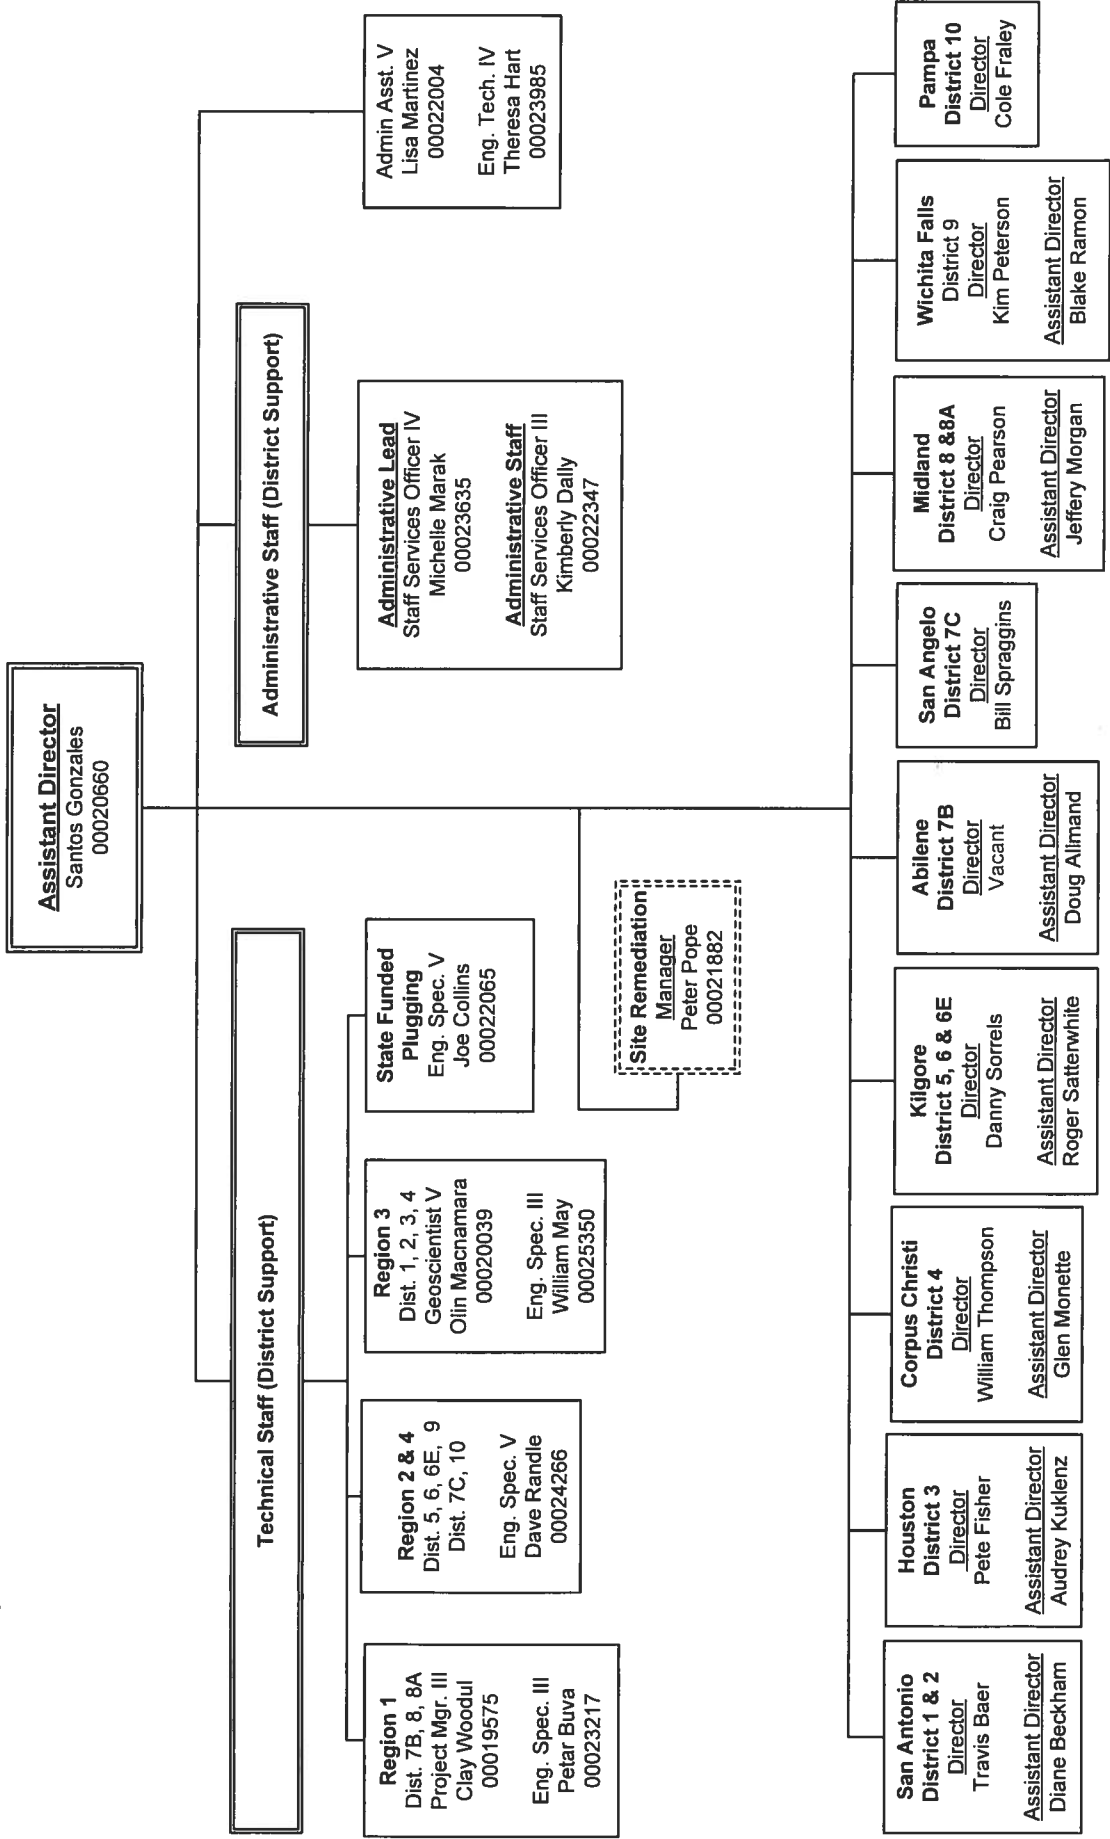 Assistant Director
Santos Gonzales
00020660
Technical Staff (District Support)
Administrative Staff (District Support)
Region 1
Dist. 7B, 8, 8A
Project Mgr. III
Clay Woodul
00019575
Eng. Spec. III
Petar Buva
00023217
Region 2 & 4
Dist. 5, 6, 6E, 9
Dist. 7C, 10
Eng. Spec. V
Dave Randle
00024266
Region 3
Dist. 1, 2, 3, 4
Geoscientist V
Olin Macnamara
00020039
Eng. Spec. III
William May
00025350
State Funded
Plugging
Eng. Spec. V
Joe Collins
00022065
Administrative Lead
Staff Services Officer IV
Michelle Marak
00023635
Administrative Staff
Staff Services Officer III
Kimberly Dally
00022347
Admin Asst. V
Lisa Martinez
00022004
Eng. Tech. IV
Theresa Hart
00023985
Site Remediation
Manager
Peter Pope
00021882
San Antonio
District 1 & 2
Director
Travis Baer
Assistant Director
Diane Beckham
Houston
District 3
Director
Pete Fisher
Assistant Director
Audrey Kuklenz
Corpus Christi
District 4
Director
William Thompson
Assistant Director
Glen Monette
Kilgore
District 5, 6 & 6E
Director
Danny Sorrels
Assistant Director
Roger Satterwhite
Abilene
District 7B
Director
Vacant
Assistant Director
Doug Allmand
San Angelo
District 7C
Director
Bill Spraggins
Midland
District 8 &8A
Director
Craig Pearson
Assistant Director
Jeffery Morgan
Wichita Falls
District 9
Director
Kim Peterson
Assistant Director
Blake Ramon
Pampa
District 10
Director
Cole Fraley